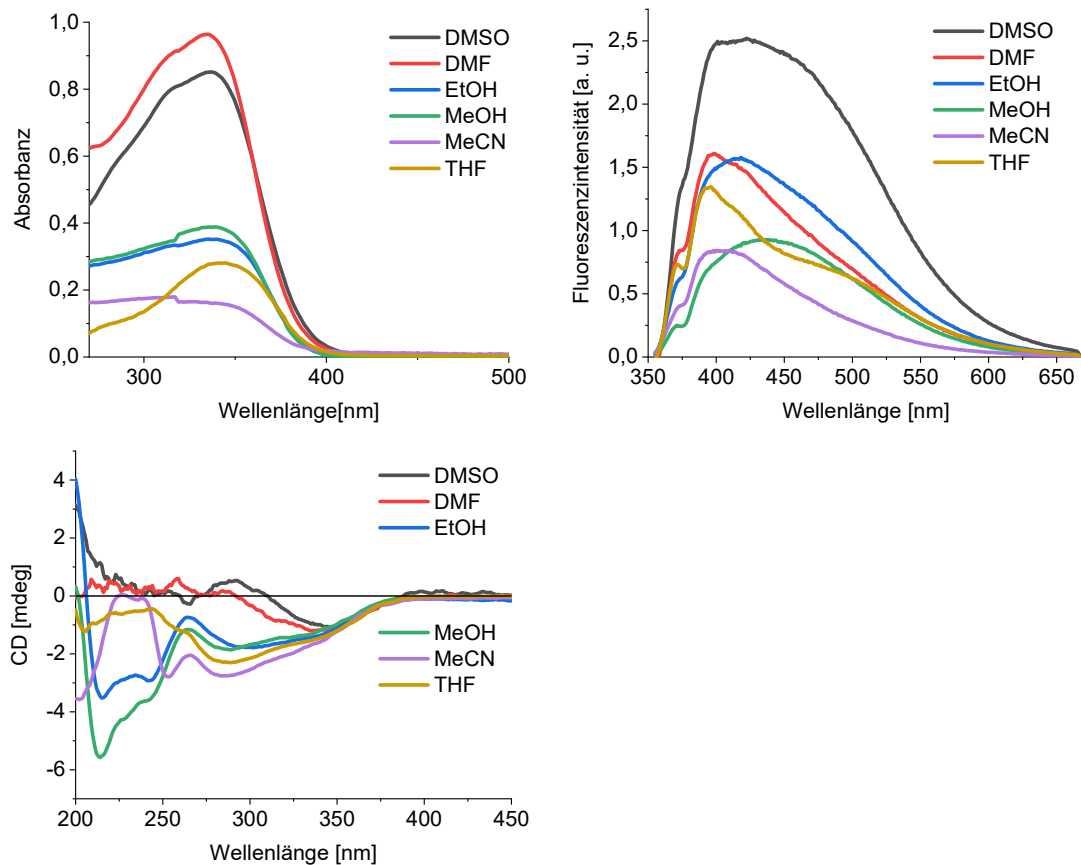 1,0
0,8
0,6
0,4
0,2
0,0
Absorbanz
300
400
500
Wellenlänge[nm]
DMSO
DMF
EtOH
MeOH
MeCN
THF
2,5
2,0
1,5
1,0
0,5
0,0
Fluoreszenzintensität [a. u.]
350 400 450 500 550 600 650
Wellenlänge [nm]
DMSO
DMF
EtOH
MeOH
MeCN
THF
4
2
0
-2
-4
-6
CD [mdeg]
200 250 300 350 400 450
Wellenlänge [nm]
DMSO
DMF
EtOH
MeOH
MeCN
THF